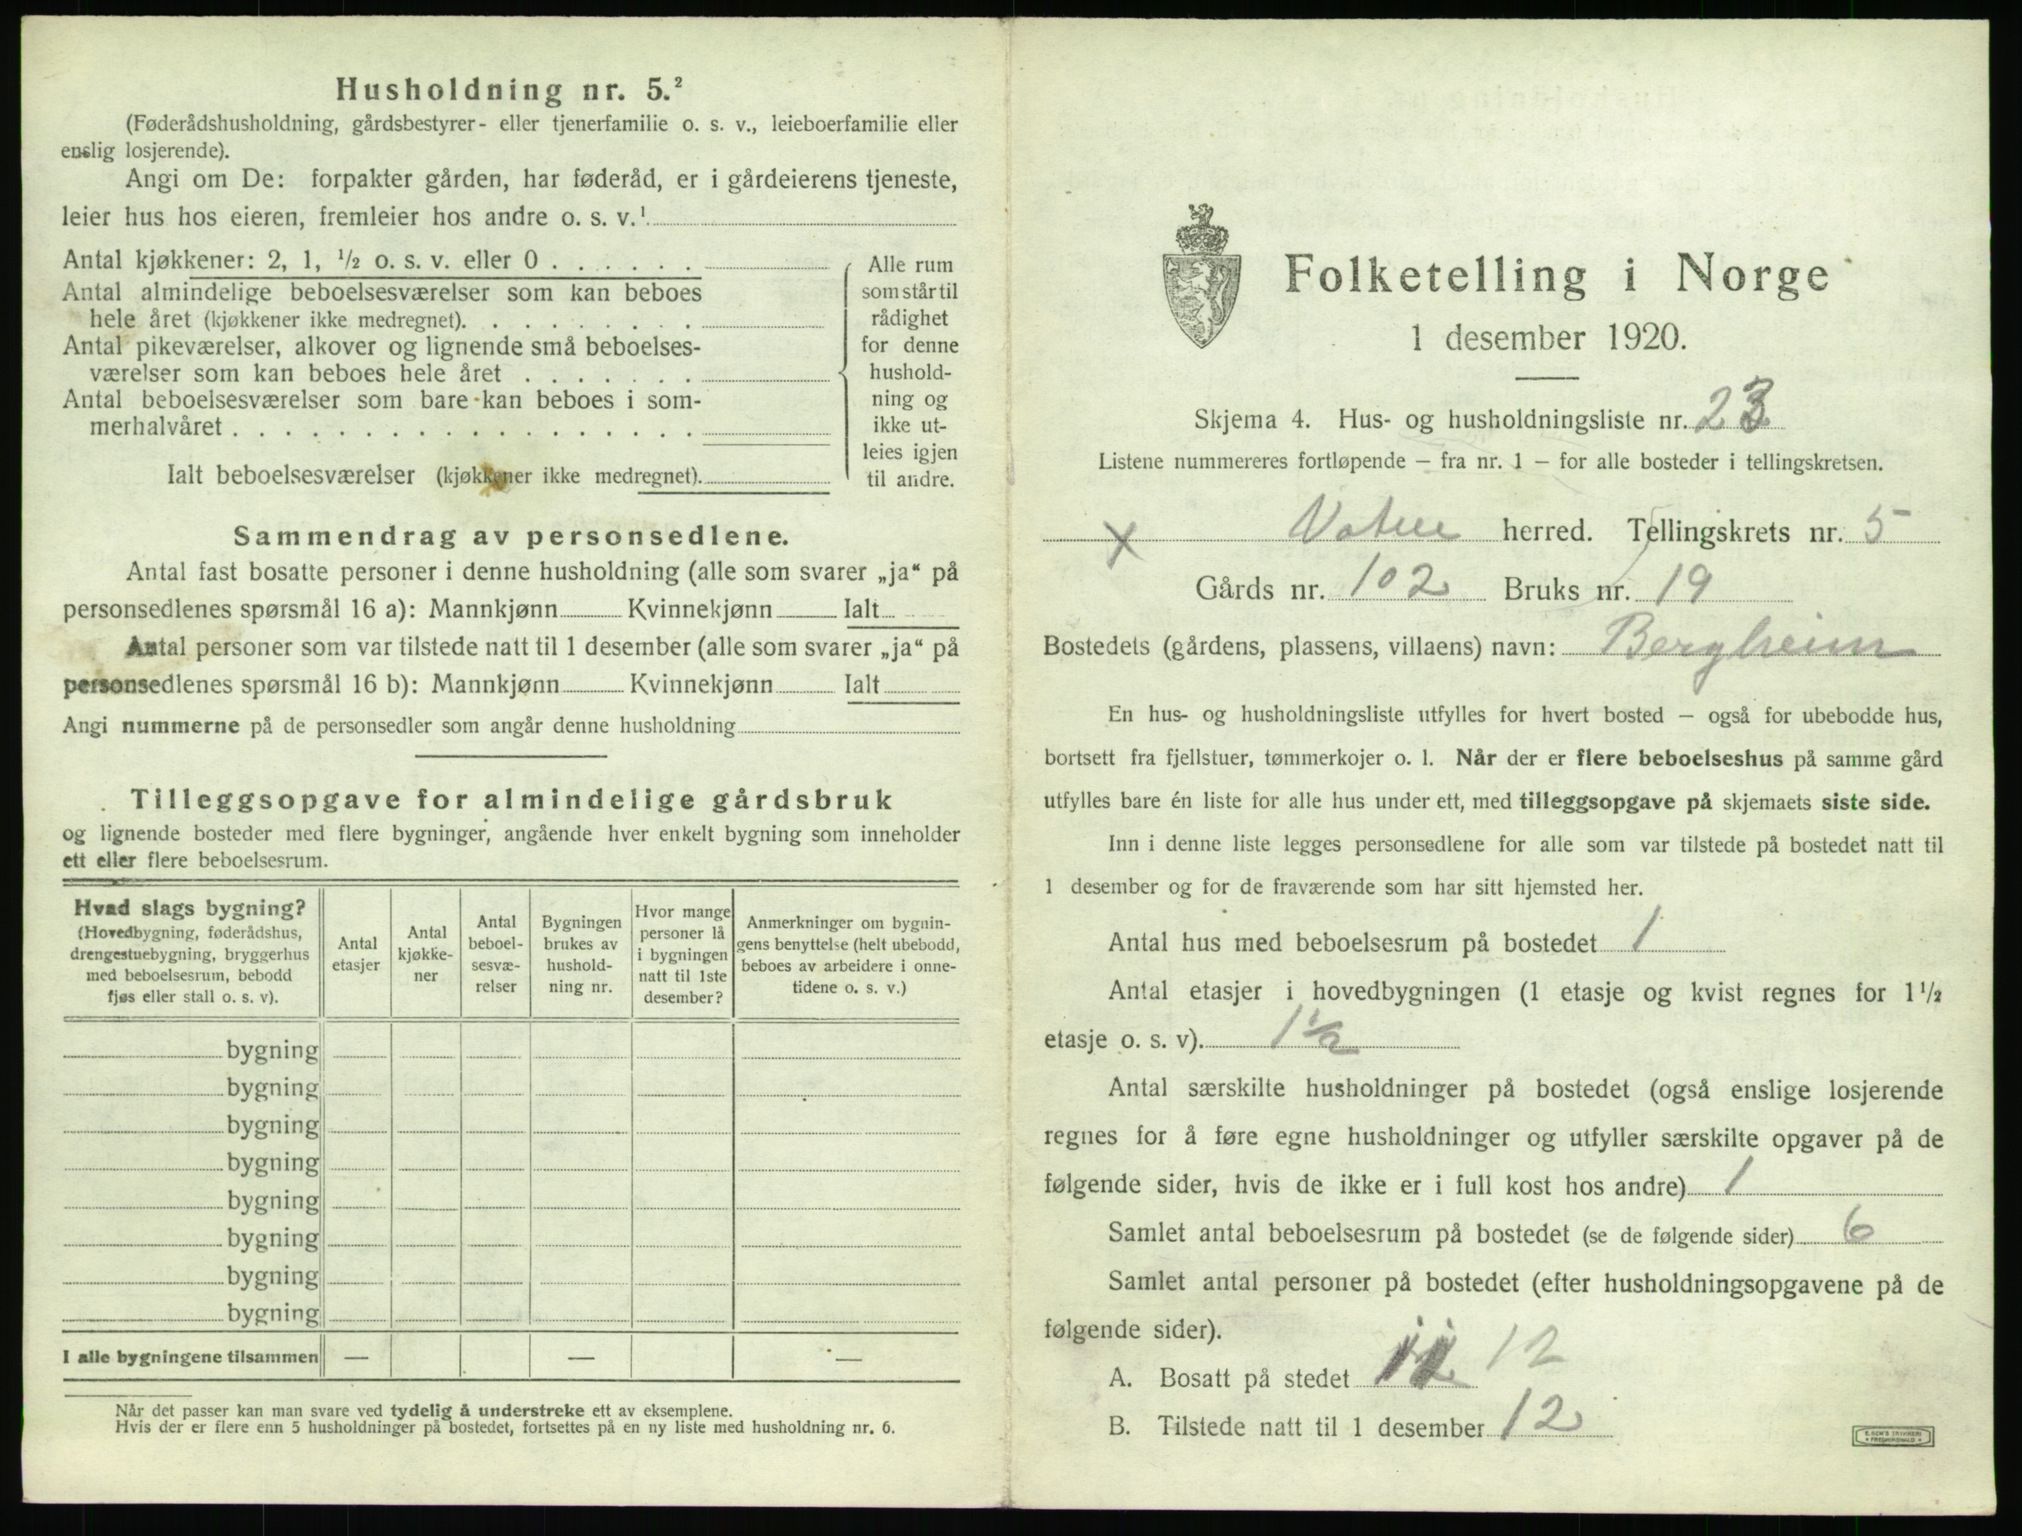 Husholdning nr. 5.²
(Føderådshusholdning, gårdsbestyrer- eller tjenerfamilie o. s. v., leieboerfamilie eller
enslig losjerende).
Angi om De: forpakter gården, har føderåd, er i gårdeierens tjeneste,
leier hus hos eieren, fremleier hos andre o. s. v.¹
Antal kjøkkener: 2, 1, ½ o. s. v. eller 0 . . . . . .
Antal almindelige beboelsesværelser som kan beboes
hele året (kjøkkener ikke medregnet). . . . . . . . .
Antal pikeværelser, alkover og lignende små beboelses-
værelser som kan beboes hele året . . . . . . .
Antal beboelsesværelser som bare kan beboes i som-
merhalvåret . . . . . . . . . . . . . . . . . .
Ialt beboelsesværelser (kjøkkener ikke medregnet).
Alle rum
som står til
rådighet
for denne
hushold-
ning og
ikke ut-
leies igjen
til andre.
Sammendrag av personsedlene.
Antal fast bosatte personer i denne husholdning (alle som svarer „ja“ på
personsedlenes spørsmål 16 a): Mannkjønn Kvinnekjønn Ialt
Antal personer som var tilstede natt til 1 desember (alle som svarer „ja“ på
personsedlenes spørsmål 16 b): Mannkjønn Kvinnekjønn Ialt
Angi nummerne på de personsedler som angår denne husholdning
Tilleggsopgave for almindelige gårdsbruk
og lignende bosteder med flere bygninger, angående hver enkelt bygning som inneholder
ett eller flere beboelsesrum.
Hvad slags bygning?
(Hovedbygning, føderådshus,
drengestuebygning, bryggerhus
med beboelsesrum, bebodd
fjøs eller stall o. s. v).
Antal
etasjer
Antal
kjøkke-
ner
Antal
beboel-
sesvæ-
relser
Bygningen
brukes av
hushold-
ning nr.
Hvor mange
personer lå
i bygningen
natt til 1ste
desember?
Anmerkninger om bygnin-
gens benyttelse (helt ubebodd,
beboes av arbeidere i onne-
tidene o. s. v.)
bygning
bygning
bygning
bygning
bygning
bygning
bygning
bygning
I alle bygningene tilsammen — — —
Når det passer kan man svare ved tydelig å understreke ett av eksemplene.
Hvis der er flere enn 5 husholdninger på bostedet, fortsettes på en ny liste med husholdning nr. 6.
Folketelling i Norge
1 desember 1920.
Skjema 4. Hus- og husholdningsliste nr. 23
Listene nummereres fortløpende — fra nr. 1 — for alle bosteder i tellingskretsen.
x herred. Tellingskrets nr. 5
Gårds nr. 102 Bruks nr. 19
Bostedets (gårdens, plassens, villaens) navn: Bergheim
En hus- og husholdningsliste utfylles for hvert bosted — også for ubebodde hus,
bortsett fra fjellstuer, tømmerkojer o. l. Når der er flere beboelseshus på samme gård
utfylles bare én liste for alle hus under ett, med tilleggsopgave på skjemaets siste side.
Inn i denne liste legges personsedlene for alle som var tilstede på bostedet natt til
1 desember og for de fraværende som har sitt hjemsted her.
Antal hus med beboelsesrum på bostedet 1
Antal etasjer i hovedbygningen (1 etasje og kvist regnes for 1½
etasje o. s. v). 1½
Antal særskilte husholdninger på bostedet (også enslige losjerende
regnes for å føre egne husholdninger og utfyller særskilte opgaver på de
følgende sider, hvis de ikke er i full kost hos andre) 1
Samlet antal beboelsesrum på bostedet (se de følgende sider) 6
Samlet antal personer på bostedet (efter husholdningsopgavene på de
følgende sider).
A. Bosatt på stedet 12
B. Tilstede natt til 1 desember 12